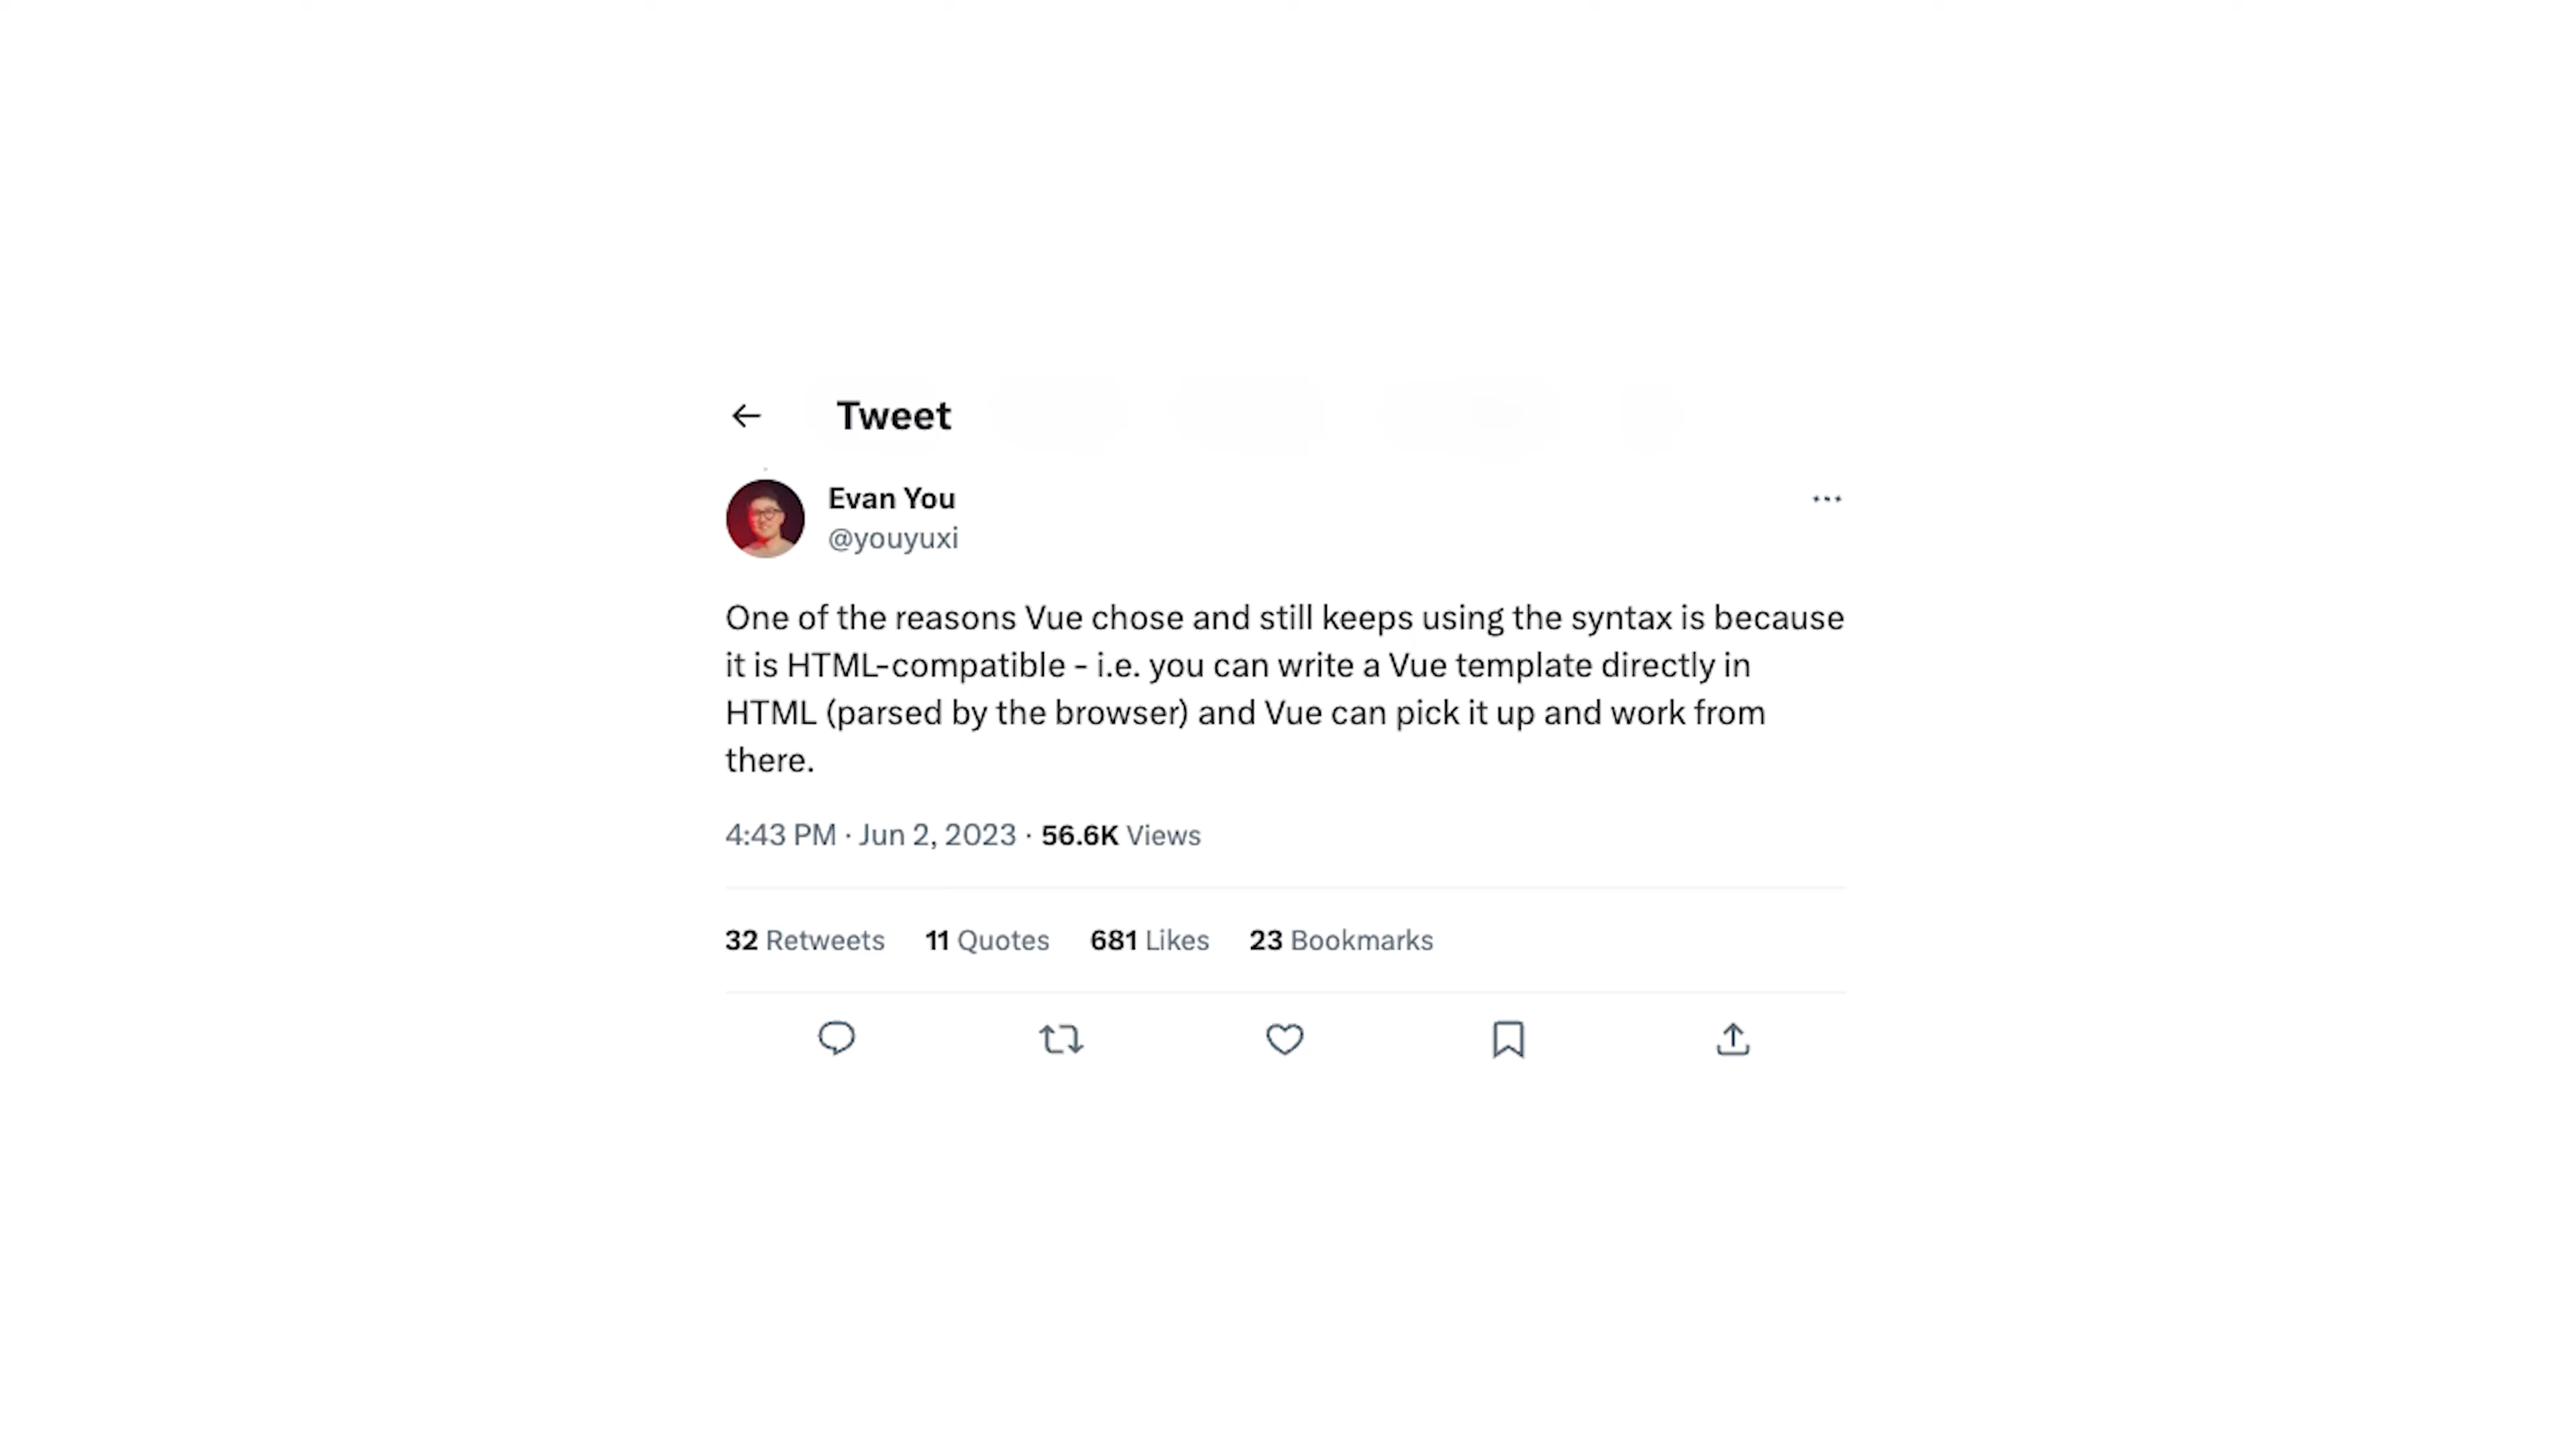 Tweet
Evan You
@youyuxi
One of the reasons Vue chose and still keeps using the syntax is because
it is HTML-compatible - i.e. you can write a Vue template directly in
HTML (parsed by the browser) and Vue can pick it up and work from
there.
4:43 PM · Jun 2, 2023 · 56.6K Views
32 Retweets 11 Quotes 681 Likes 23 Bookmarks